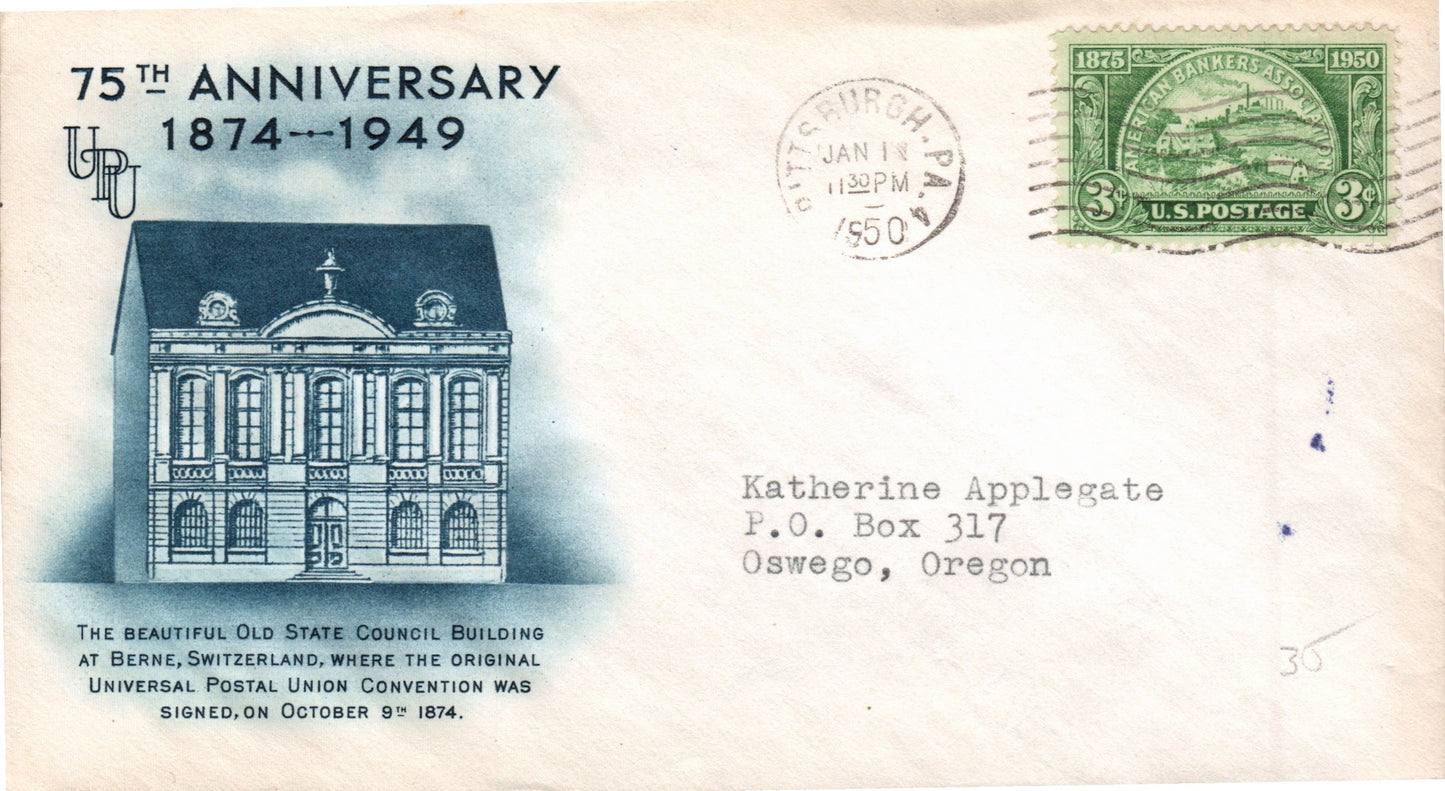 75TH ANNIVERSARY
1874–1949
UPU
THE BEAUTIFUL OLD STATE COUNCIL BUILDING
AT BERNE, SWITZERLAND, WHERE THE ORIGINAL
UNIVERSAL POSTAL UNION CONVENTION WAS
SIGNED, ON OCTOBER 9TH 1874.
PITTSBURGH, PA. 4
JAN
11 30 PM
1950
1875 1950
AMERICAN BANKERS ASSOCIATION
3¢ U.S. POSTAGE 3¢
Katherine Applegate
P.O. Box 317
Oswego, Oregon